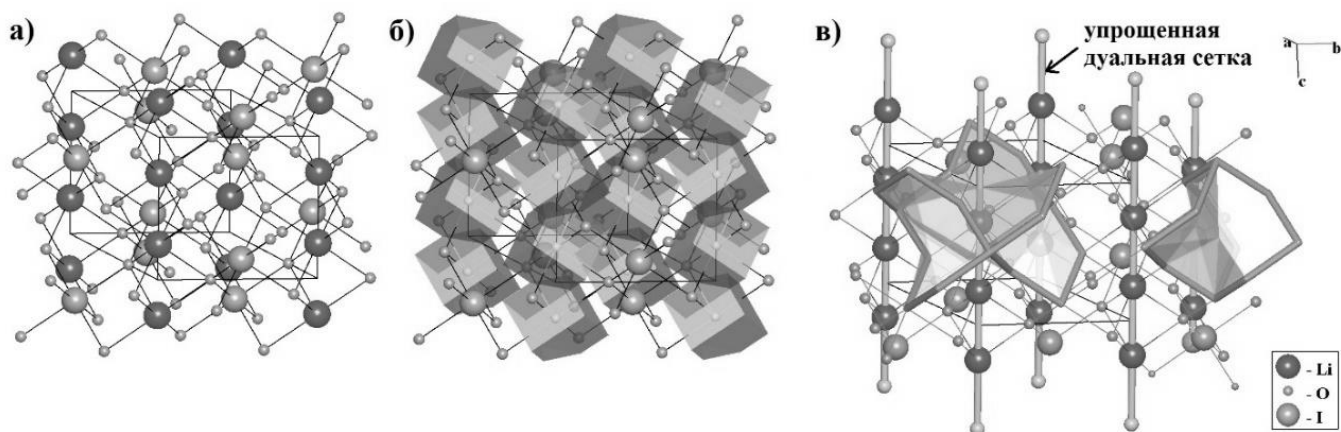 а)
б)
в)
упрощенная
дуальная сетка
a
b
c
- Li
- O
- I